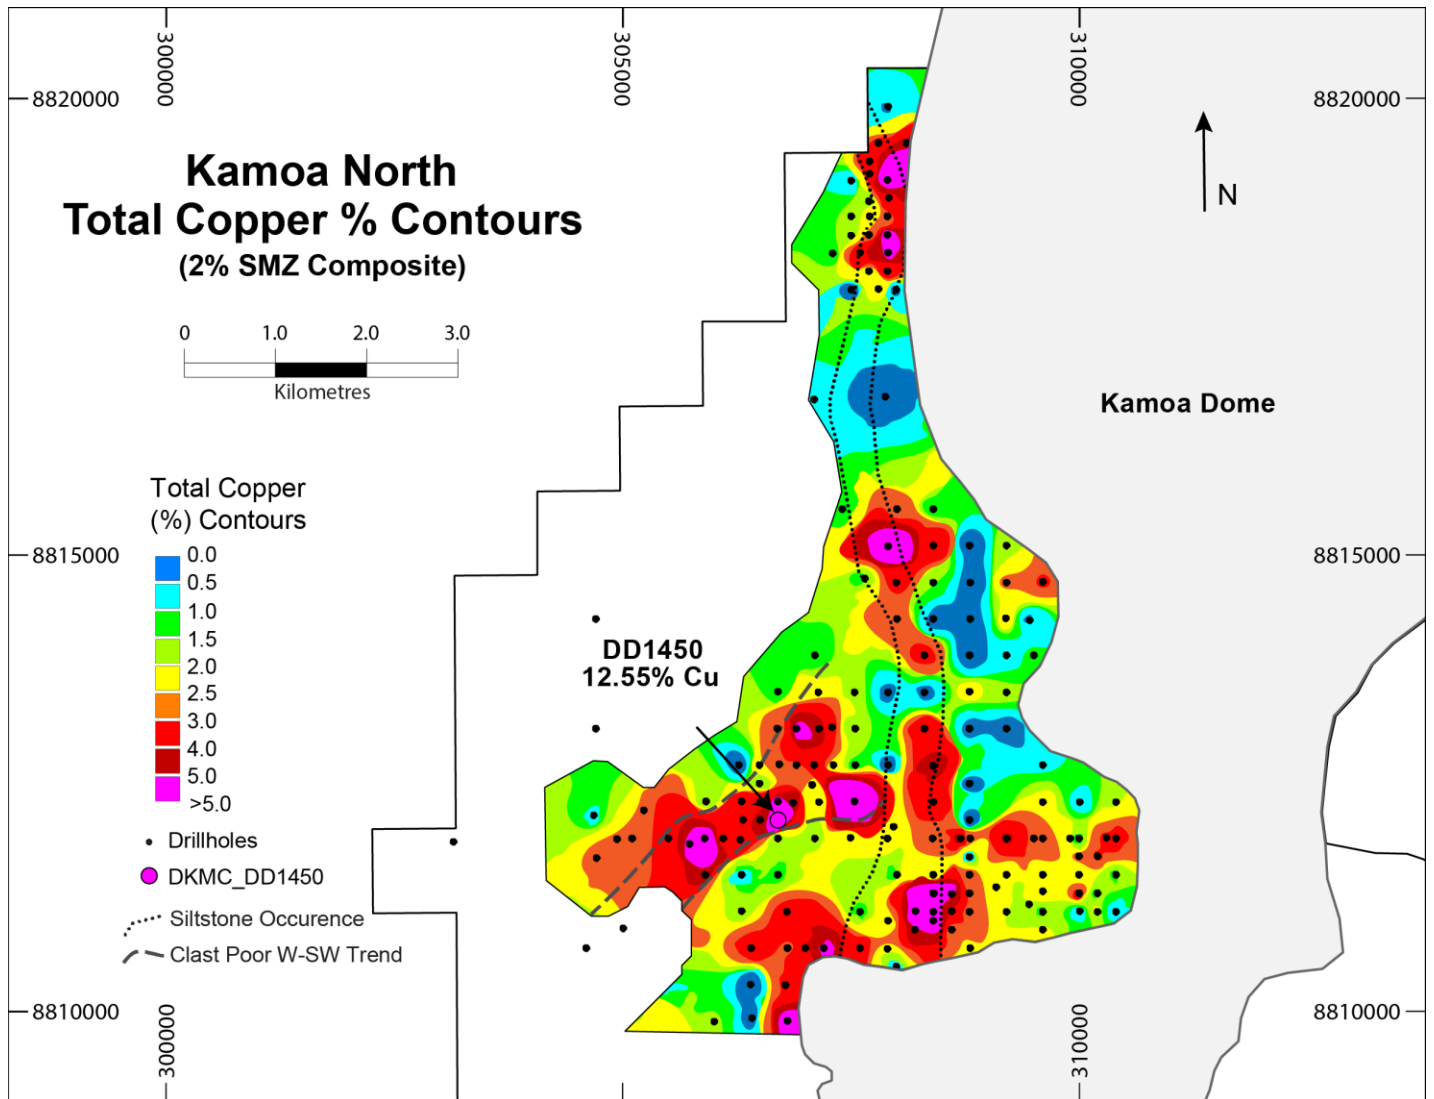 300000
305000
310000
8820000
8820000
Kamoa North
Total Copper % Contours
(2% SMZ Composite)
N
0 1.0 2.0 3.0
Kilometres
Kamoa Dome
Total Copper
(%) Contours
0.0
0.5
1.0
1.5
2.0
2.5
3.0
4.0
5.0
>5.0
8815000
8815000
DD1450
12.55% Cu
Drillholes
DKMC_DD1450
Siltstone Occurence
Clast Poor W-SW Trend
8810000
8810000
300000
310000